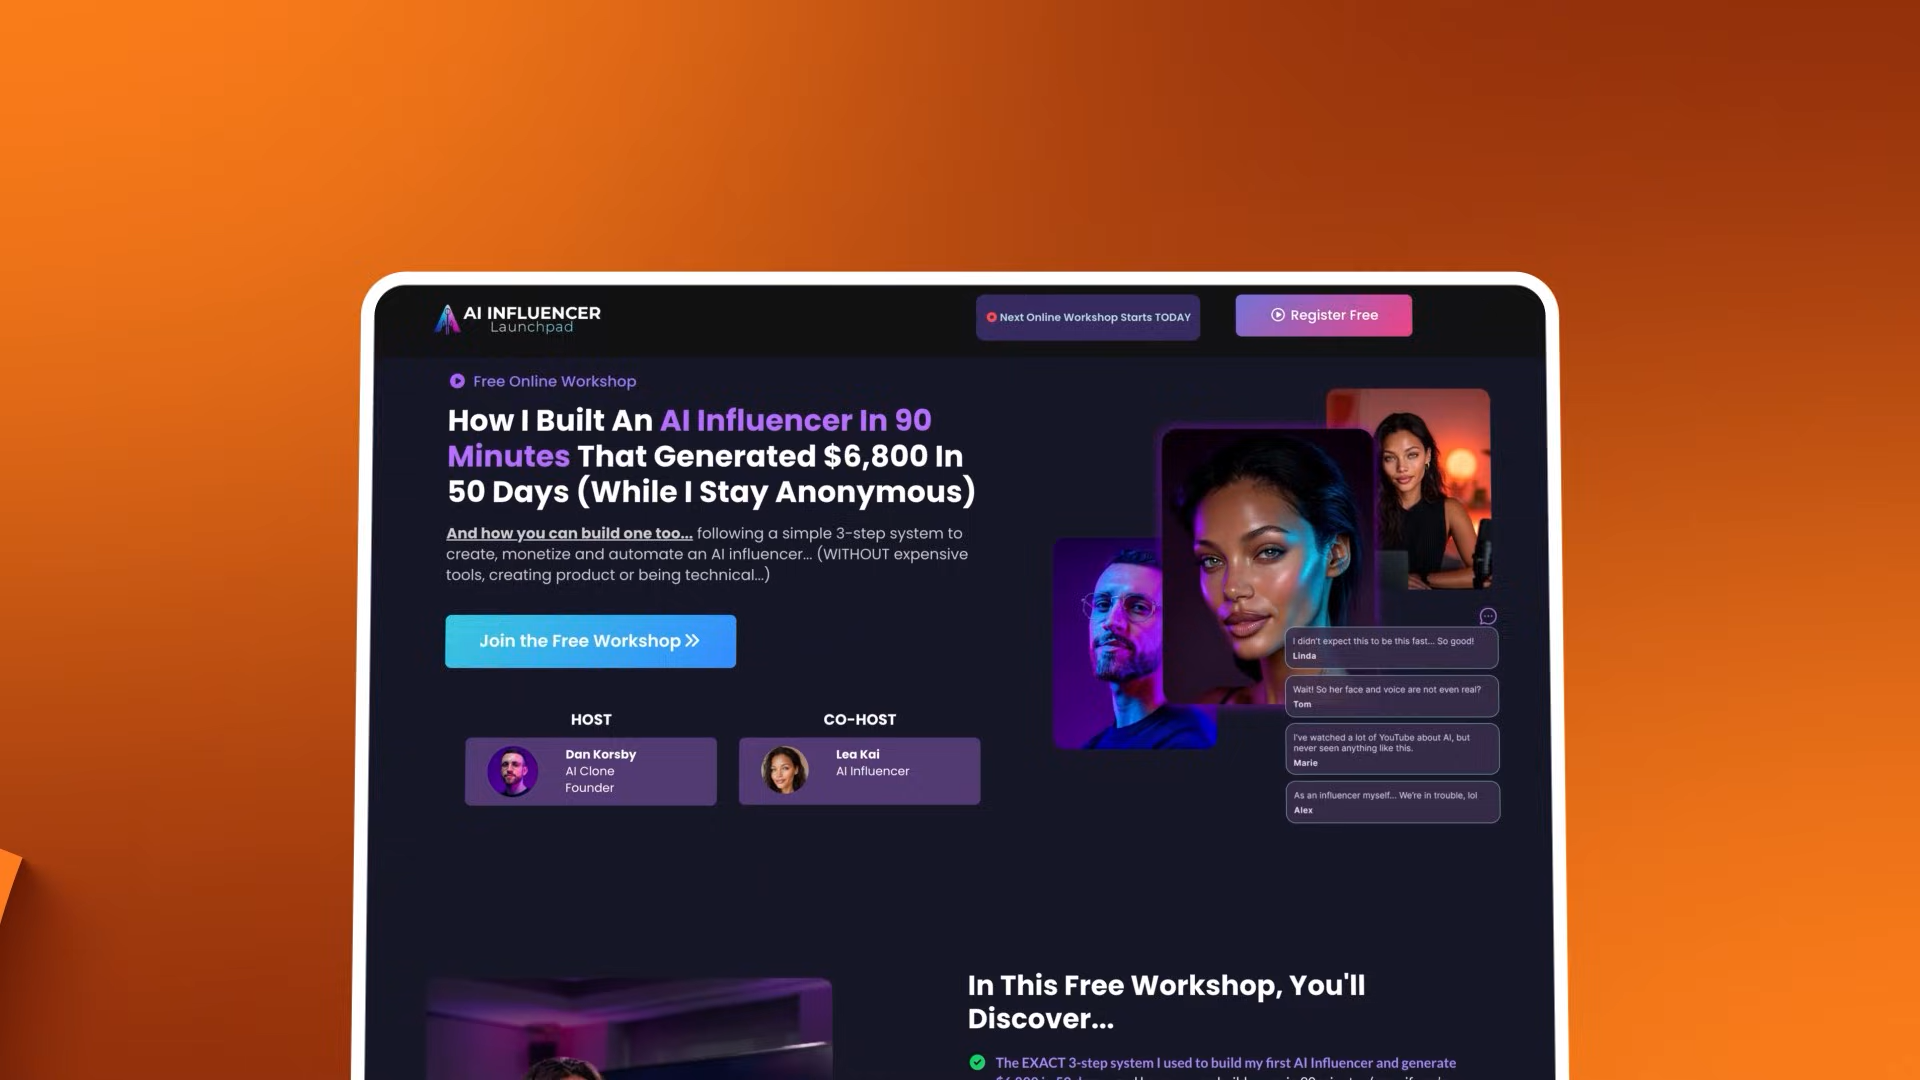 AI INFLUENCER
Launchpad
Next Online Workshop Starts TODAY
Register Free
Free Online Workshop
How I Built An AI Influencer In 90
Minutes That Generated $6,800 In
50 Days (While I Stay Anonymous)
And how you can build one too... following a simple 3-step system to
create, monetize and automate an AI influencer... (WITHOUT expensive
tools, creating product or being technical...)
Join the Free Workshop
HOST
Dan Korsby
AI Clone
Founder
CO-HOST
Lea Kai
AI Influencer
I didn't expect this to be this fast... So good!
Linda
Wait! So her face and voice are not even real?
Tom
I've watched a lot of YouTube about AI, but
never seen anything like this.
Marie
As an influencer myself... We're in trouble, lol
Alex
In This Free Workshop, You'll
Discover...
The EXACT 3-step system I used to build my first AI Influencer and generate